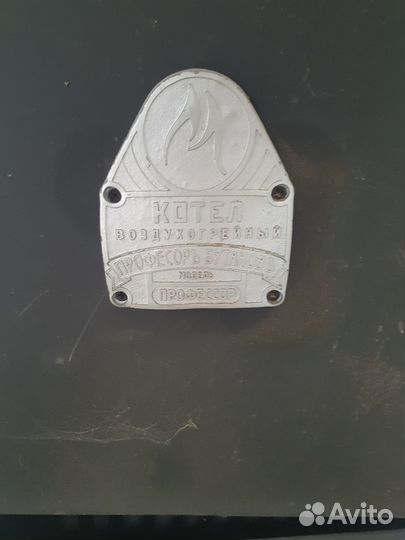 КОТЕЛ
ВОЗДУХОГРЕЙНЫЙ
ПРОФЕСОРЪ БУТАКОВЪ
МОДЕЛЬ
ПРОФЕССОР
Avito